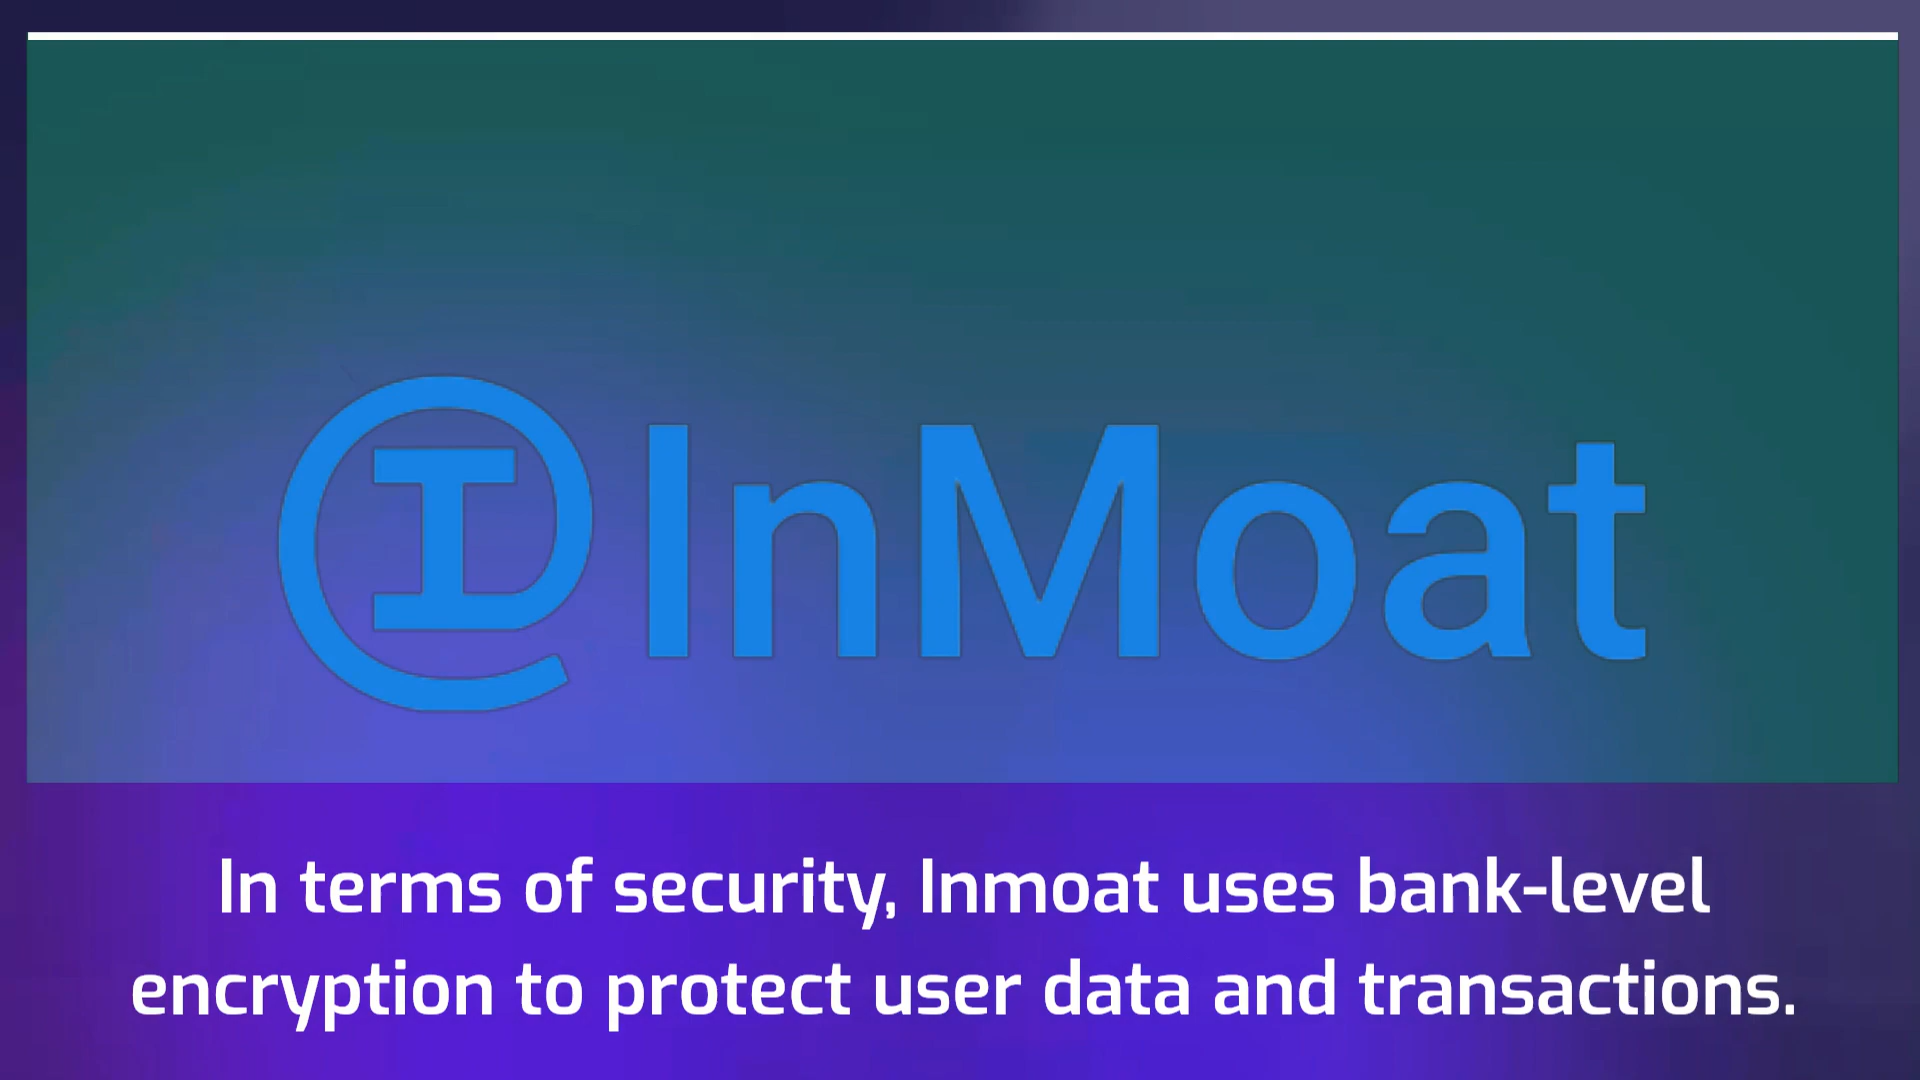 InMoat
In terms of security, Inmoat uses bank-level
encryption to protect user data and transactions.